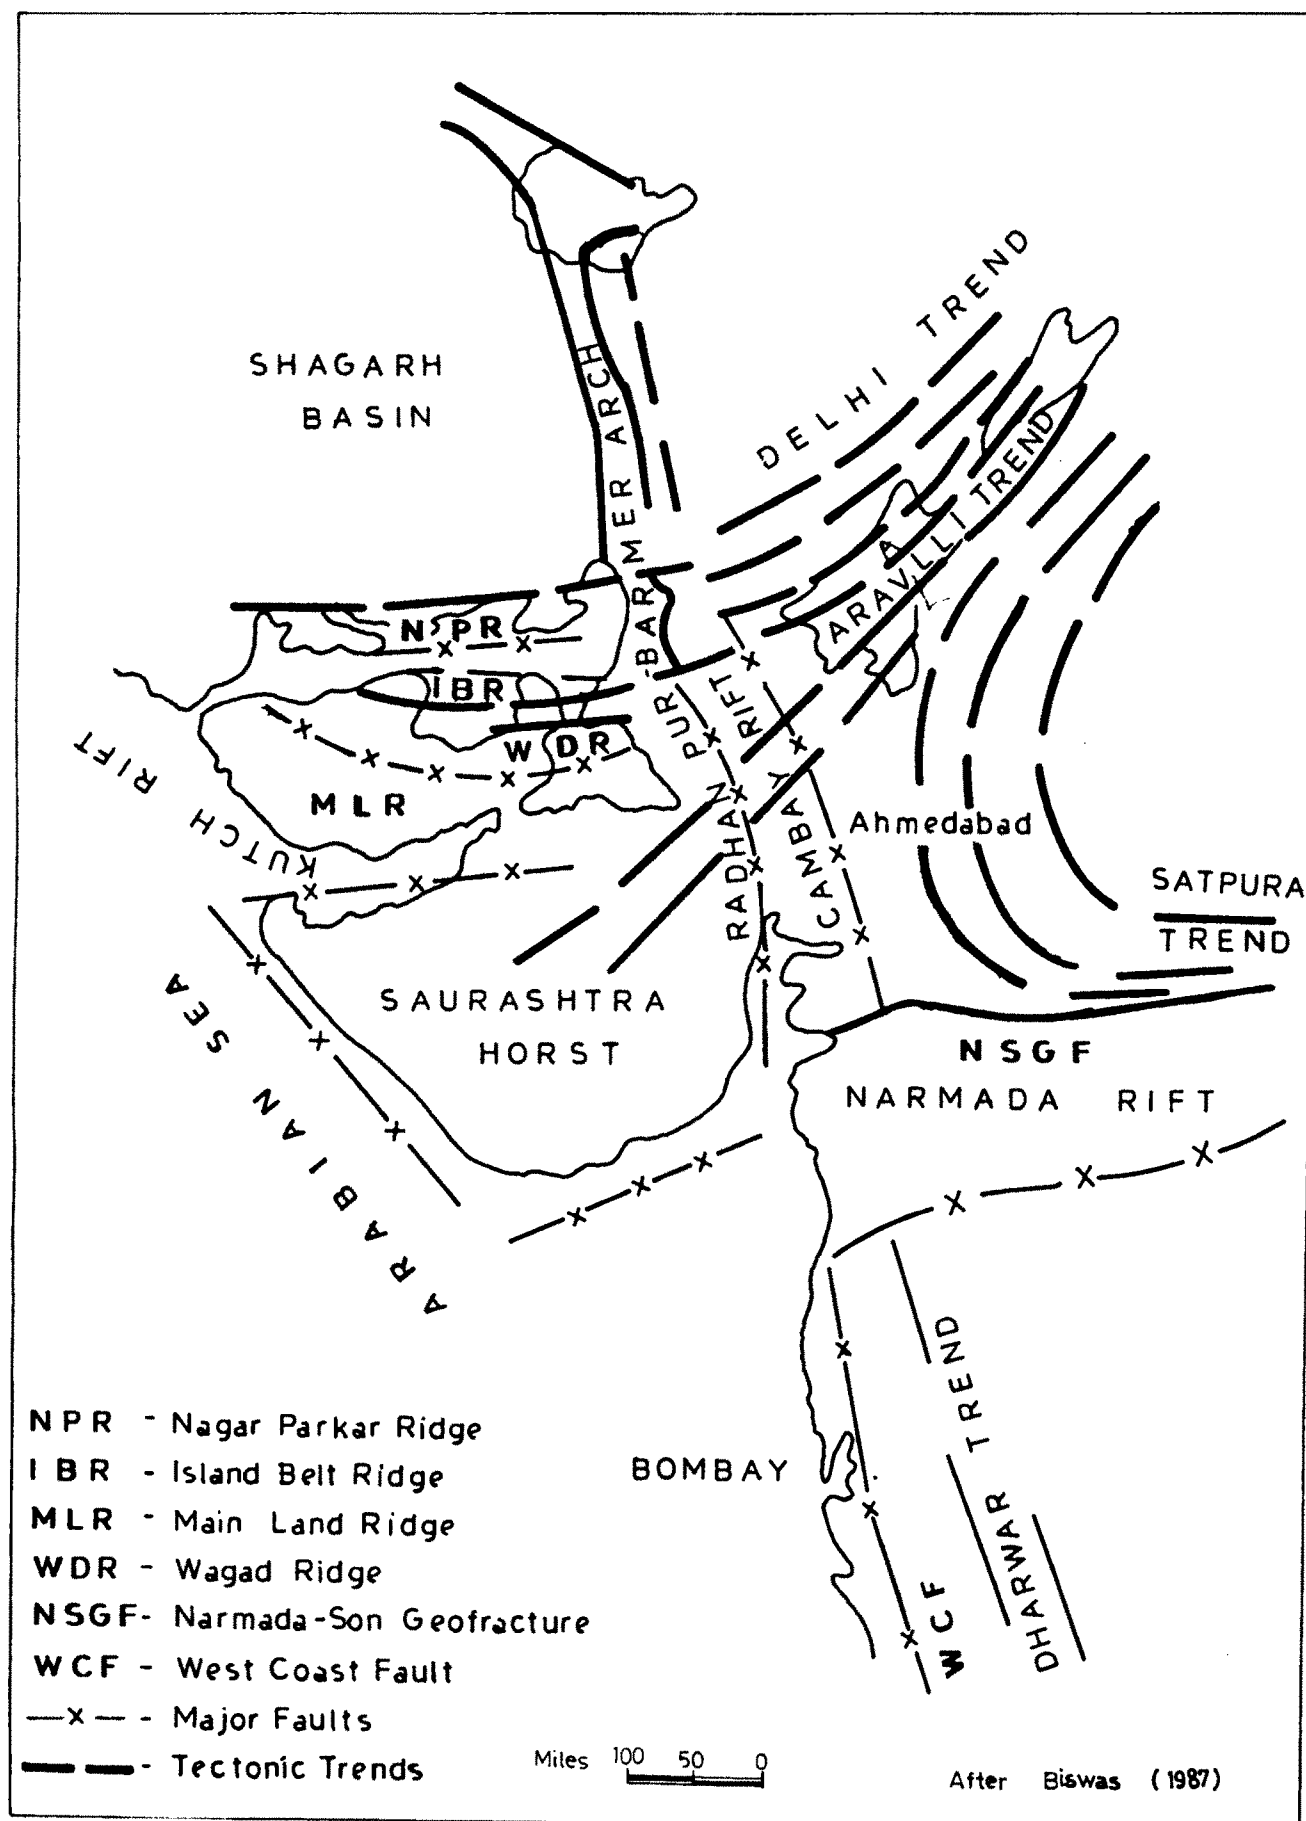 DELHI TREND
SHAGARH
BASIN
RADHAN PUR - BAR MER ARCH
ARAVLLI TREND
NPR
IBR
WDR
MLR
KUTCH RIFT
CAMBAY RIFT
Ahmedabad
SATPURA
TREND
SAURASHTRA
HORST
ARABIAN SEA
NSGF
NARMADA RIFT
BOMBAY
DHARWAR TREND
WCF
NPR - Nagar Parkar Ridge
IBR - Island Belt Ridge
MLR - Main Land Ridge
WDR - Wagad Ridge
NSGF - Narmada-Son Geofracture
WCF - West Coast Fault
—x— - Major Faults
— — - Tectonic Trends
Miles 100 50 0
After Biswas (1987)